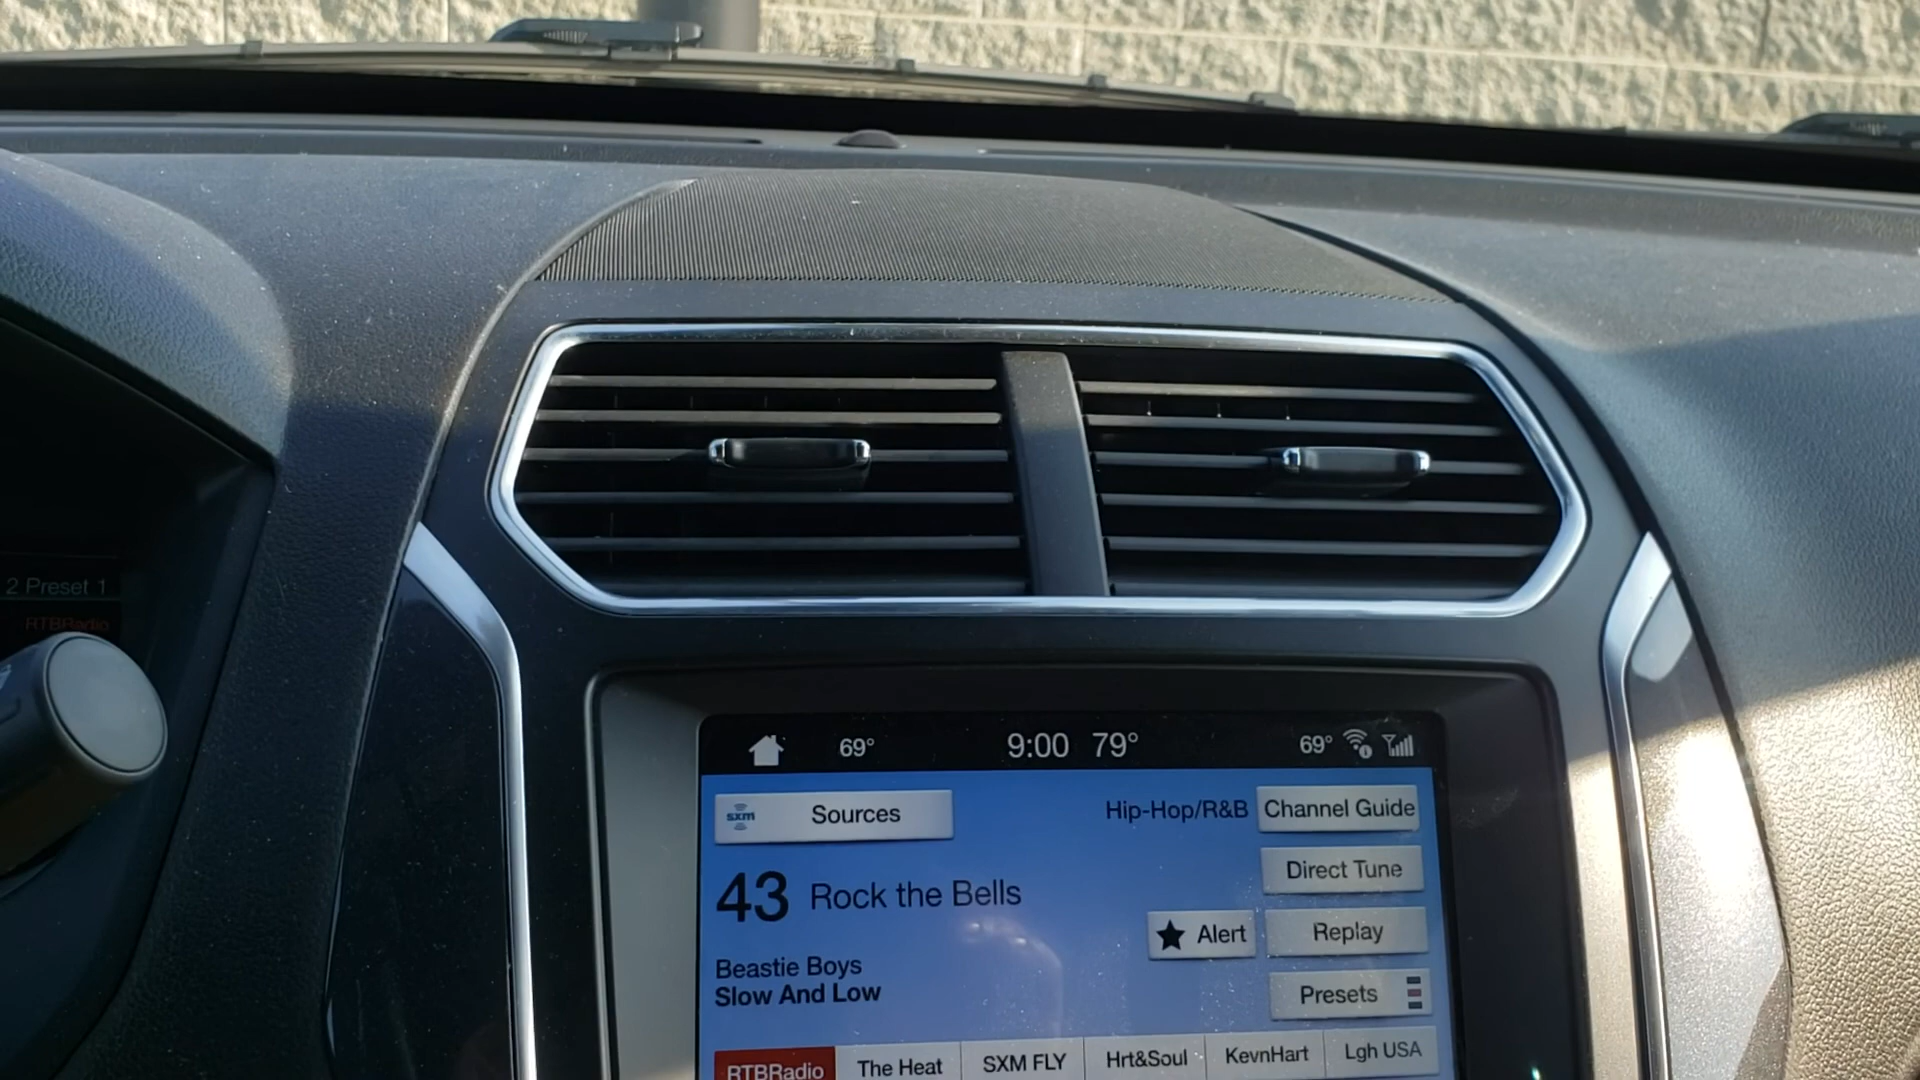 2 Preset 1
RTBRadio
69° 9:00 79° 69°
sxm Sources
Hip-Hop/R&B Channel Guide
Direct Tune
43 Rock the Bells
Alert Replay
Beastie Boys
Slow And Low
Presets
RTBRadio The Heat SXM FLY Hrt&Soul KevnHart Lgh USA